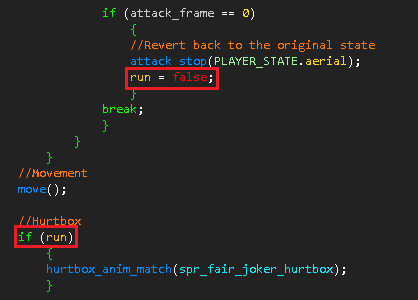 if (attack_frame == 0)
{
//Revert back to the original state
attack_stop(PLAYER_STATE.aerial);
run = false;
}
break;
}
}
}
//Movement
move();
//Hurtbox
if (run)
{
hurtbox_anim_match(spr_fair_joker_hurtbox);
}